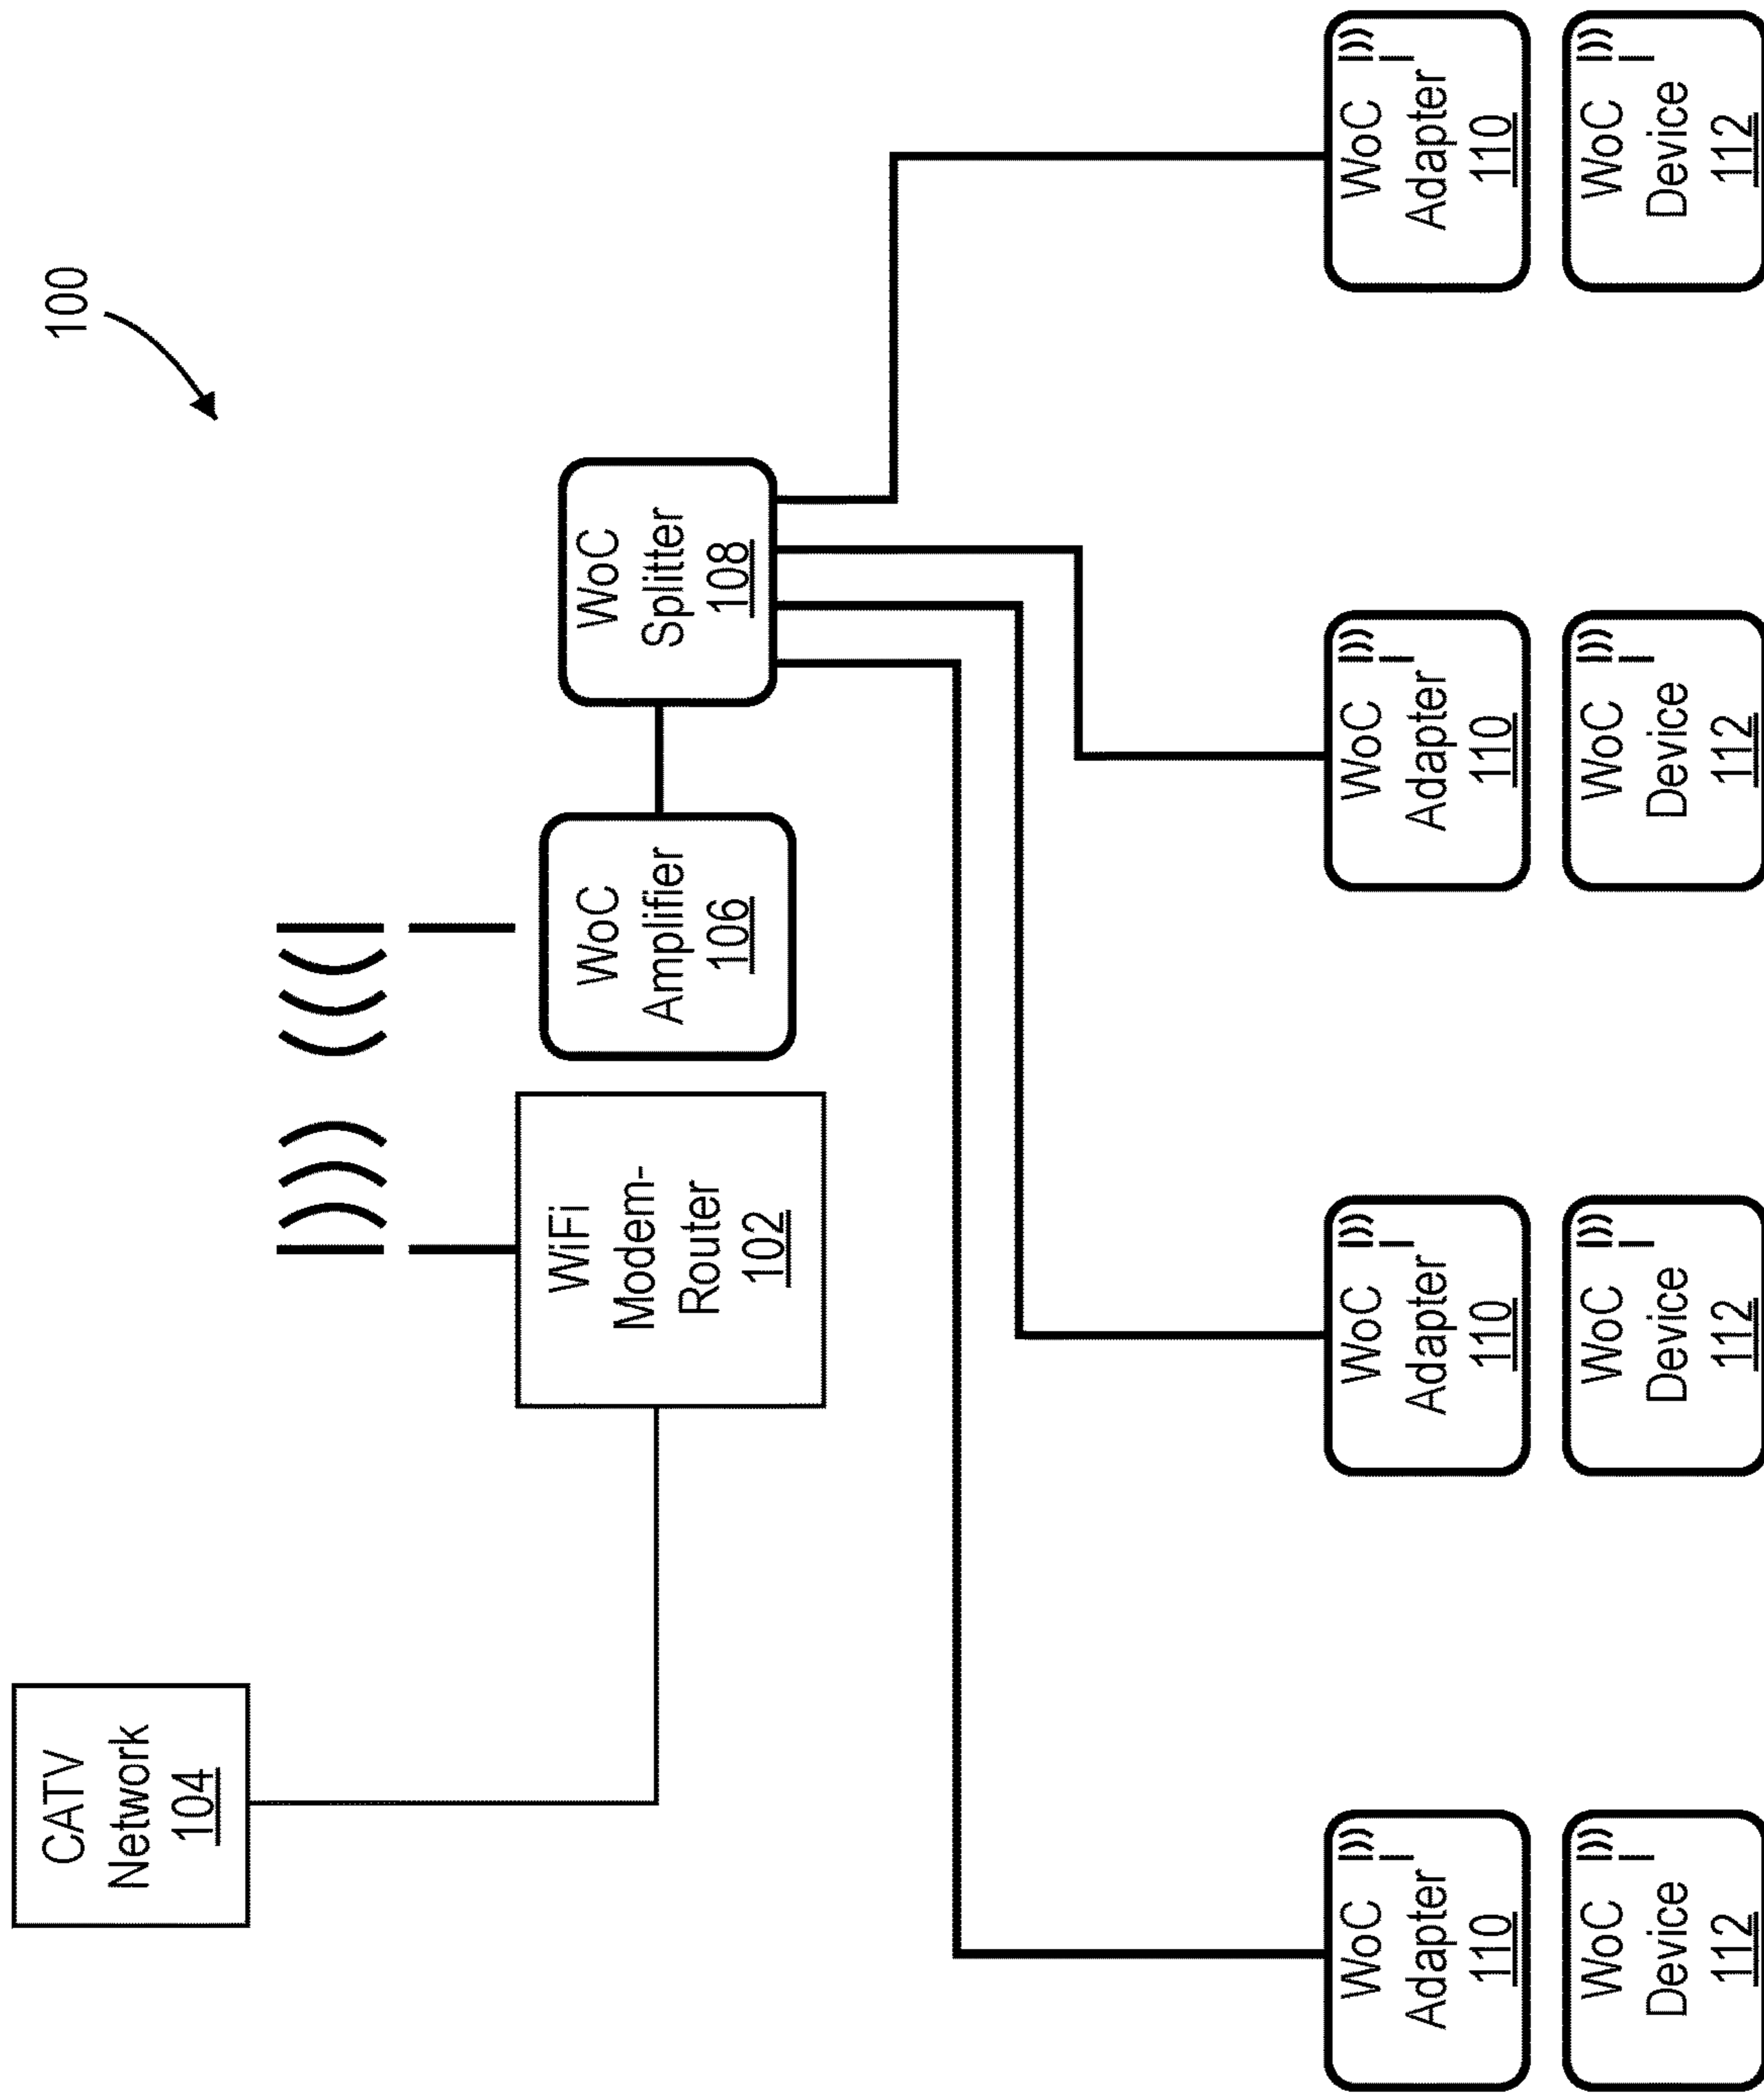 100
CATV
Network
104
WiFi
Modem-
Router
102
WoC
Amplifier
106
WoC
Splitter
108
WoC
Adapter
110
WoC
Adapter
110
WoC
Adapter
110
WoC
Adapter
110
WoC
Device
112
WoC
Device
112
WoC
Device
112
WoC
Device
112